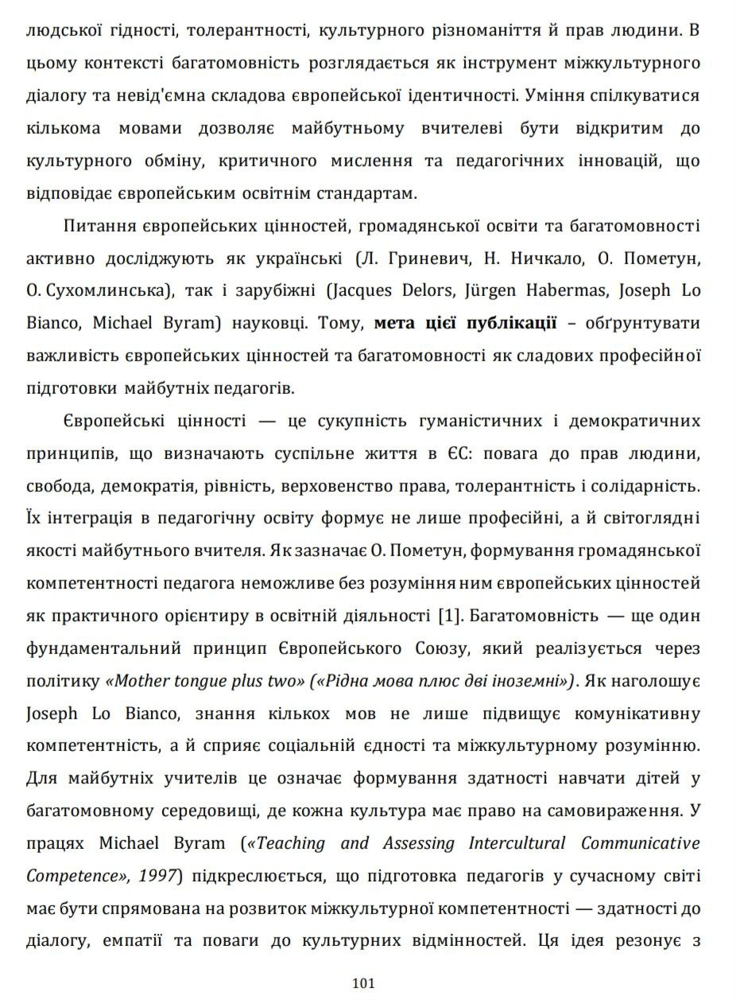 людської гідності, толерантності, культурного різноманіття й прав людини. В
цьому контексті багатомовність розглядається як інструмент міжкультурного
діалогу та невід'ємна складова європейської ідентичності. Уміння спілкуватися
кількома мовами дозволяє майбутньому вчителеві бути відкритим до
культурного обміну, критичного мислення та педагогічних інновацій, що
відповідає європейським освітнім стандартам.
Питання європейських цінностей, громадянської освіти та багатомовності
активно досліджують як українські (Л. Гриневич, Н. Ничкало, О. Пометун,
О. Сухомлинська), так і зарубіжні (Jacques Delors, Jürgen Habermas, Joseph Lo
Bianco, Michael Byram) науковці. Тому, мета цієї публікації – обґрунтувати
важливість європейських цінностей та багатомовності як сладових професійної
підготовки майбутніх педагогів.
Європейські цінності — це сукупність гуманістичних і демократичних
принципів, що визначають суспільне життя в ЄС: повага до прав людини,
свобода, демократія, рівність, верховенство права, толерантність і солідарність.
Їх інтеграція в педагогічну освіту формує не лише професійні, а й світоглядні
якості майбутнього вчителя. Як зазначає О. Пометун, формування громадянської
компетентності педагога неможливе без розуміння ним європейських цінностей
як практичного орієнтиру в освітній діяльності [1]. Багатомовність — ще один
фундаментальний принцип Європейського Союзу, який реалізується через
політику «Mother tongue plus two» («Рідна мова плюс дві іноземні»). Як наголошує
Joseph Lo Bianco, знання кількох мов не лише підвищує комунікативну
компетентність, а й сприяє соціальній єдності та міжкультурному розумінню.
Для майбутніх учителів це означає формування здатності навчати дітей у
багатомовному середовищі, де кожна культура має право на самовираження. У
працях Michael Byram («Teaching and Assessing Intercultural Communicative
Competence», 1997) підкреслюється, що підготовка педагогів у сучасному світі
має бути спрямована на розвиток міжкультурної компетентності — здатності до
діалогу, емпатії та поваги до культурних відмінностей. Ця ідея резонує з
101